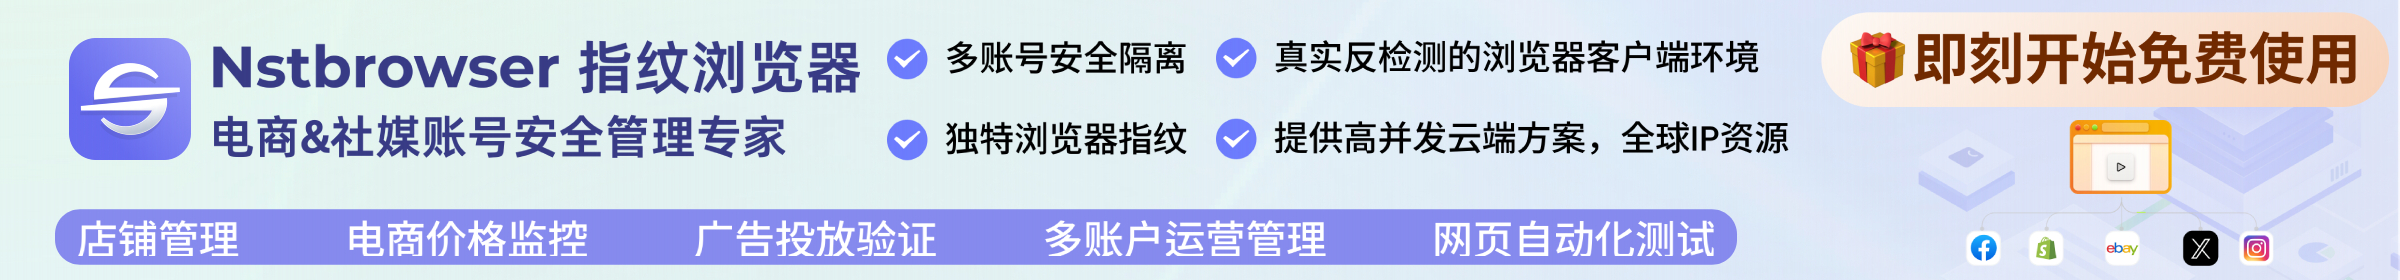 Nstbrowser 指纹浏览器
电商&社媒账号安全管理专家
多账号安全隔离
真实反检测的浏览器客户端环境
独特浏览器指纹
提供高并发云端方案，全球IP资源
即刻开始免费使用
店铺管理
电商价格监控
广告投放验证
多账户运营管理
网页自动化测试
ebay